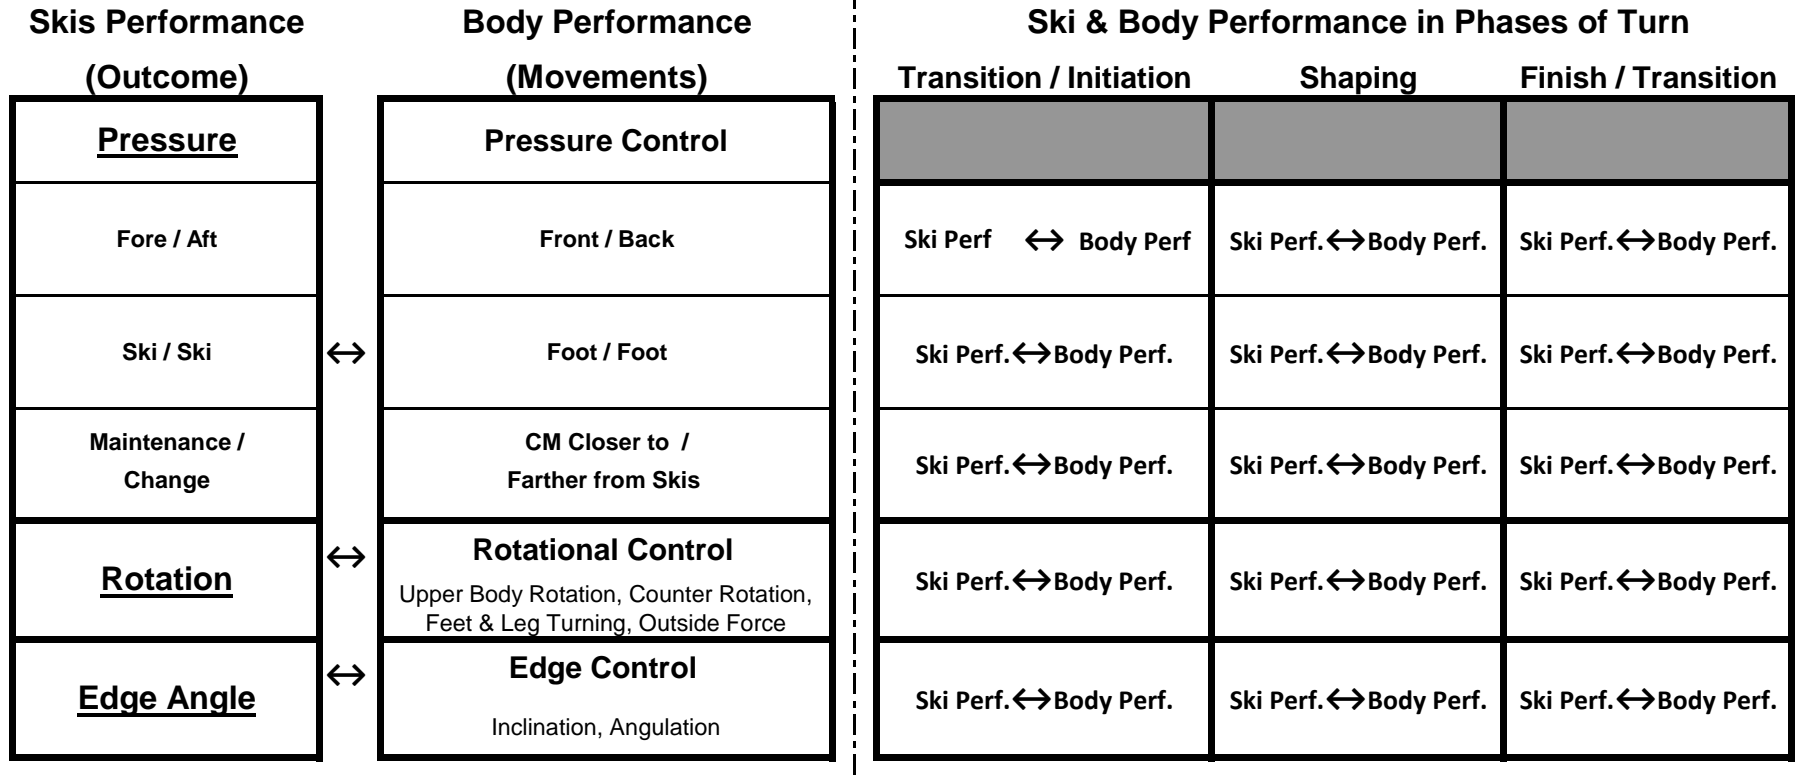 Skis Performance
(Outcome)
Body Performance
(Movements)
Ski & Body Performance in Phases of Turn
Transition / Initiation
Shaping
Finish / Transition
Pressure
Pressure Control
Fore / Aft
Front / Back
Ski Perf ↔ Body Perf
Ski Perf.↔Body Perf.
Ski Perf.↔Body Perf.
Ski / Ski
↔
Foot / Foot
Ski Perf.↔Body Perf.
Ski Perf.↔Body Perf.
Ski Perf.↔Body Perf.
Maintenance /
Change
CM Closer to /
Farther from Skis
Ski Perf.↔Body Perf.
Ski Perf.↔Body Perf.
Ski Perf.↔Body Perf.
Rotation
↔
Rotational Control
Upper Body Rotation, Counter Rotation,
Feet & Leg Turning, Outside Force
Ski Perf.↔Body Perf.
Ski Perf.↔Body Perf.
Ski Perf.↔Body Perf.
Edge Angle
↔
Edge Control
Inclination, Angulation
Ski Perf.↔Body Perf.
Ski Perf.↔Body Perf.
Ski Perf.↔Body Perf.